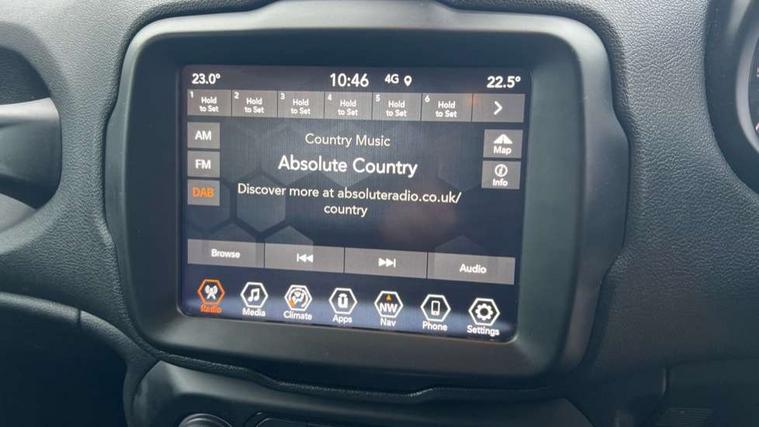 23.0° 10:46 4G 22.5°
1 Hold to Set 2 Hold to Set 3 Hold to Set 4 Hold to Set 5 Hold to Set 6 Hold to Set
AM
FM
DAB
Country Music
Absolute Country
Discover more at absoluteradio.co.uk/
country
Map
Info
Browse Audio
Radio Media Climate Apps NW Nav Phone Settings